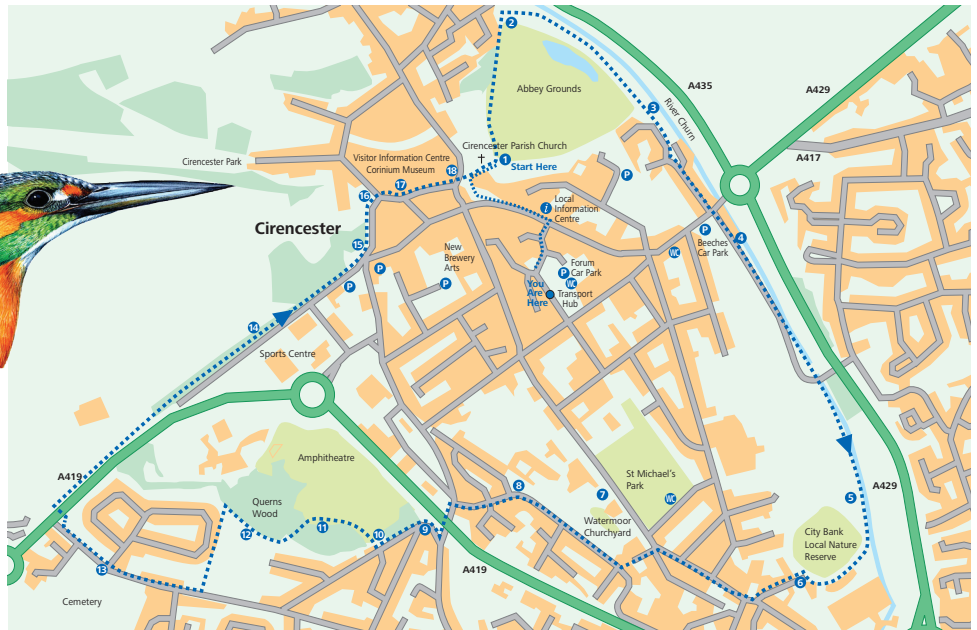 2
Abbey Grounds
A435
A429
3
River Churn
A417
Cirencester Parish Church
1
Start Here
Cirencester Park
Visitor Information Centre
Corinium Museum
18
17
16
P
i
Local
Information
Centre
Cirencester
15
New
Brewery
Arts
P
P
P
WC
P
Beeches
Car Park
4
Forum
Car Park
P
WC
You
Are
Here
Transport
Hub
14
Sports Centre
A419
Amphitheatre
Querns
Wood
12
11
10
9
8
7
St Michael's
Park
WC
Watermoor
Churchyard
5
A429
City Bank
Local Nature
Reserve
6
13
Cemetery
A419